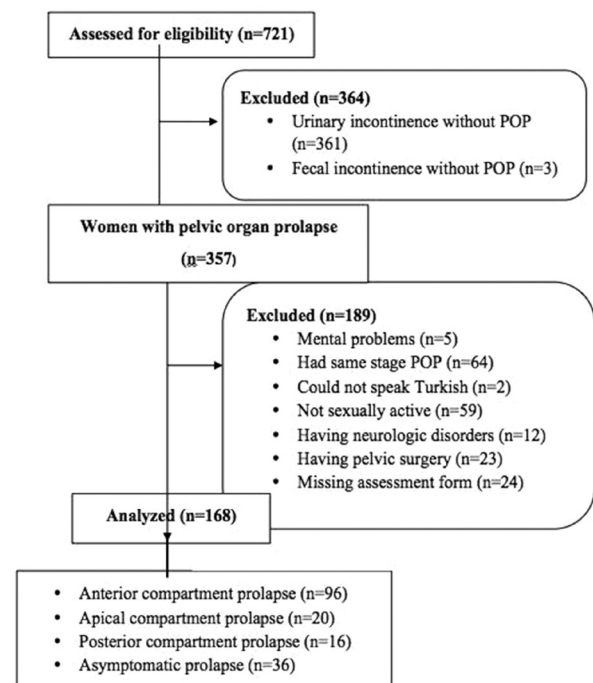 Assessed for eligibility (n=721)
Excluded (n=364)
• Urinary incontinence without POP
(n=361)
• Fecal incontinence without POP (n=3)
Women with pelvic organ prolapse
(n=357)
Excluded (n=189)
• Mental problems (n=5)
• Had same stage POP (n=64)
• Could not speak Turkish (n=2)
• Not sexually active (n=59)
• Having neurologic disorders (n=12)
• Having pelvic surgery (n=23)
• Missing assessment form (n=24)
Analyzed (n=168)
• Anterior compartment prolapse (n=96)
• Apical compartment prolapse (n=20)
• Posterior compartment prolapse (n=16)
• Asymptomatic prolapse (n=36)